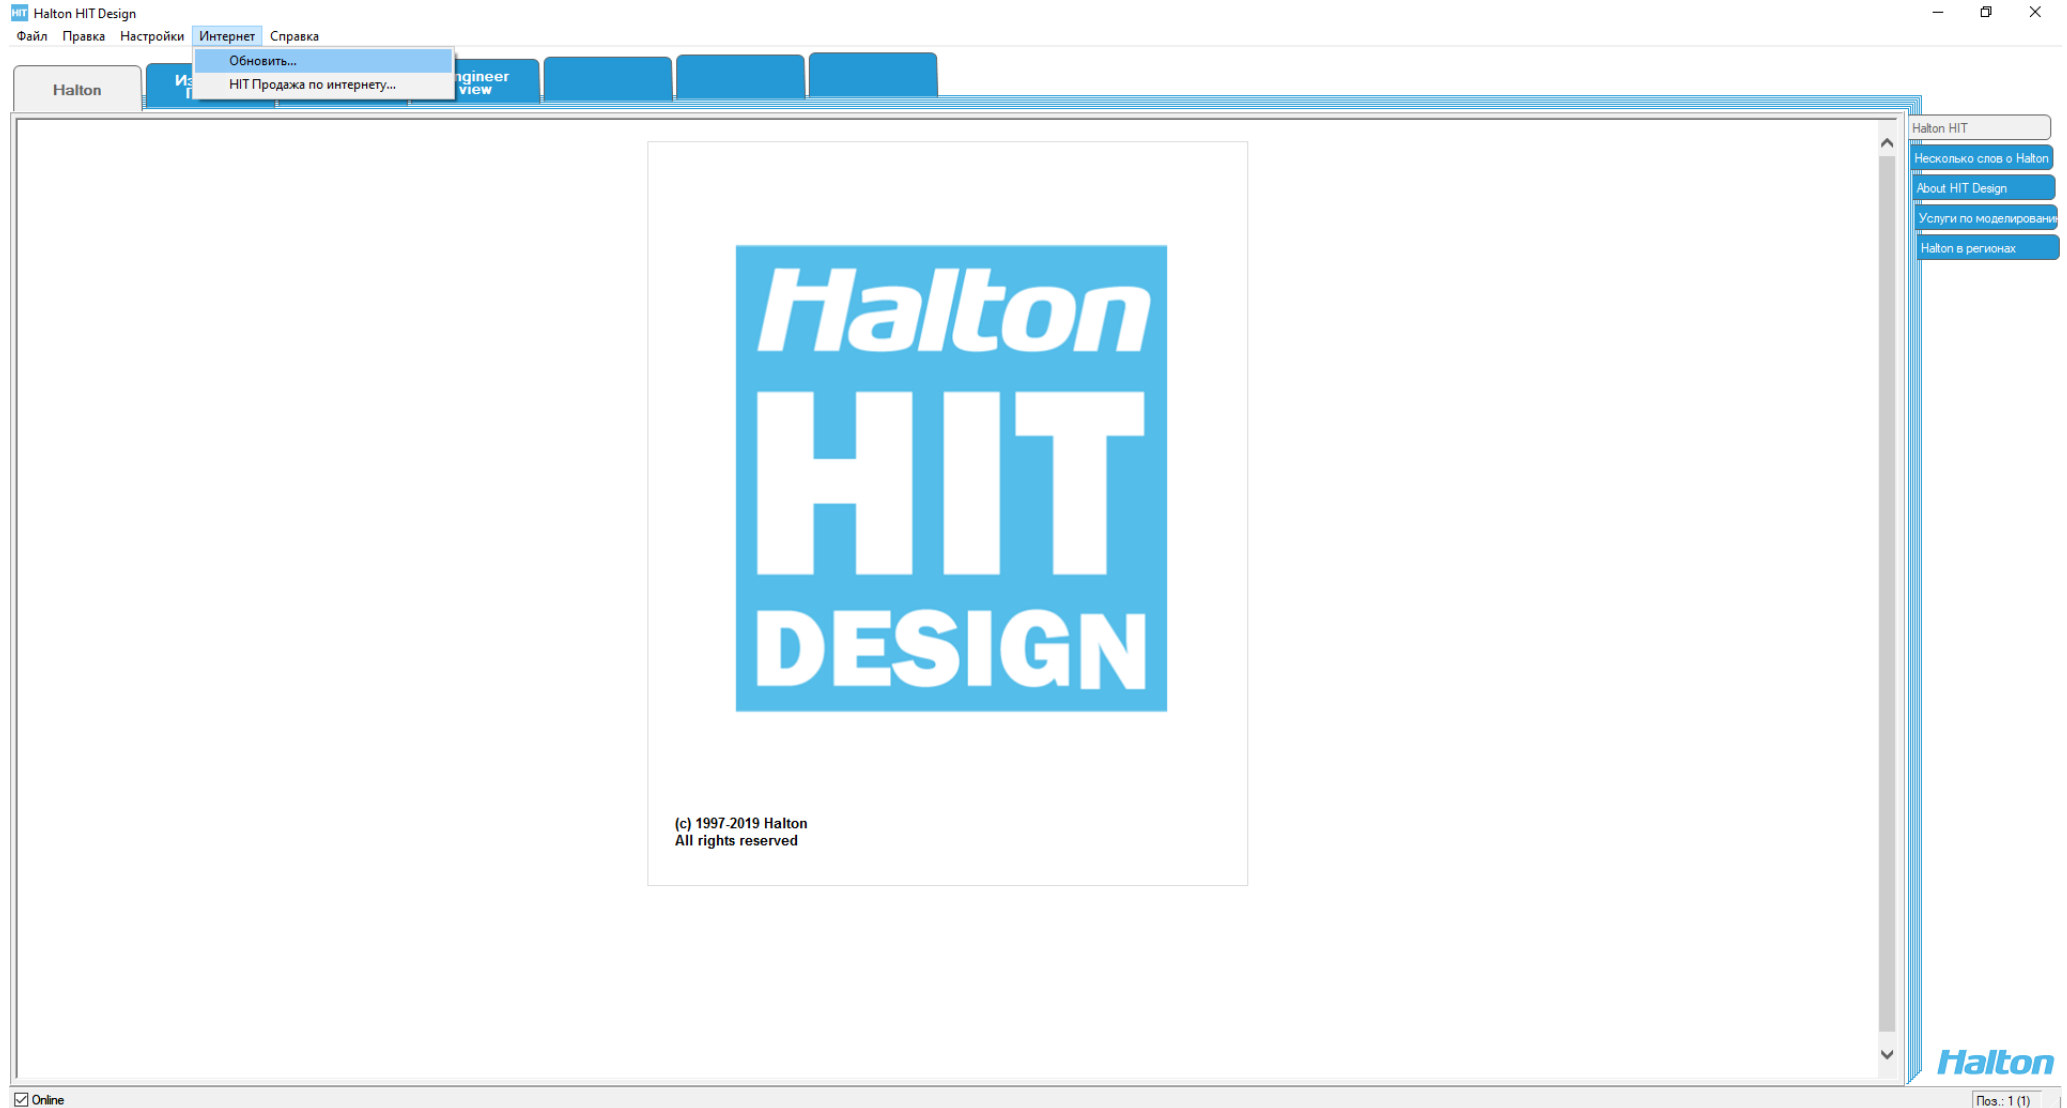 HIT Halton HIT Design
Файл Правка Настройки Интернет Справка
Обновить...
HIT Продажа по интернету...
Halton
view
Halton HIT
Несколько слов о Halton
About HIT Design
Услуги по моделировани
Halton в регионах
Halton
HIT
DESIGN
(c) 1997-2019 Halton
All rights reserved
Halton
Online
Поз.: 1 (1)